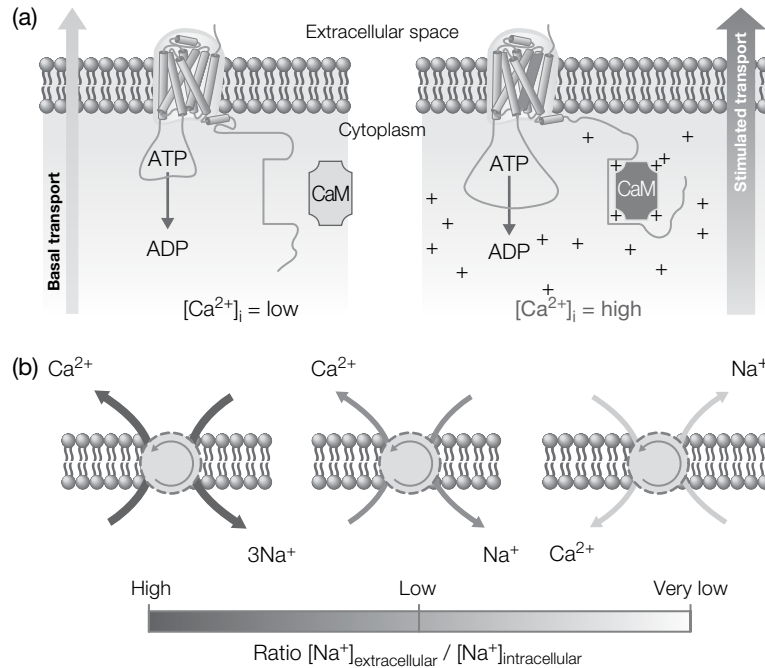 (a)
Extracellular space
Cytoplasm
Basal transport
ATP
ADP
CaM
[Ca²⁺]ᵢ = low
ATP
ADP
CaM
+ + + + + + + + + + + + + + + + +
Stimulated transport
[Ca²⁺]ᵢ = high
(b)
Ca²⁺
3Na⁺
Ca²⁺
Na⁺
Na⁺
Ca²⁺
High Low Very low
Ratio [Na⁺]extracellular / [Na⁺]intracellular